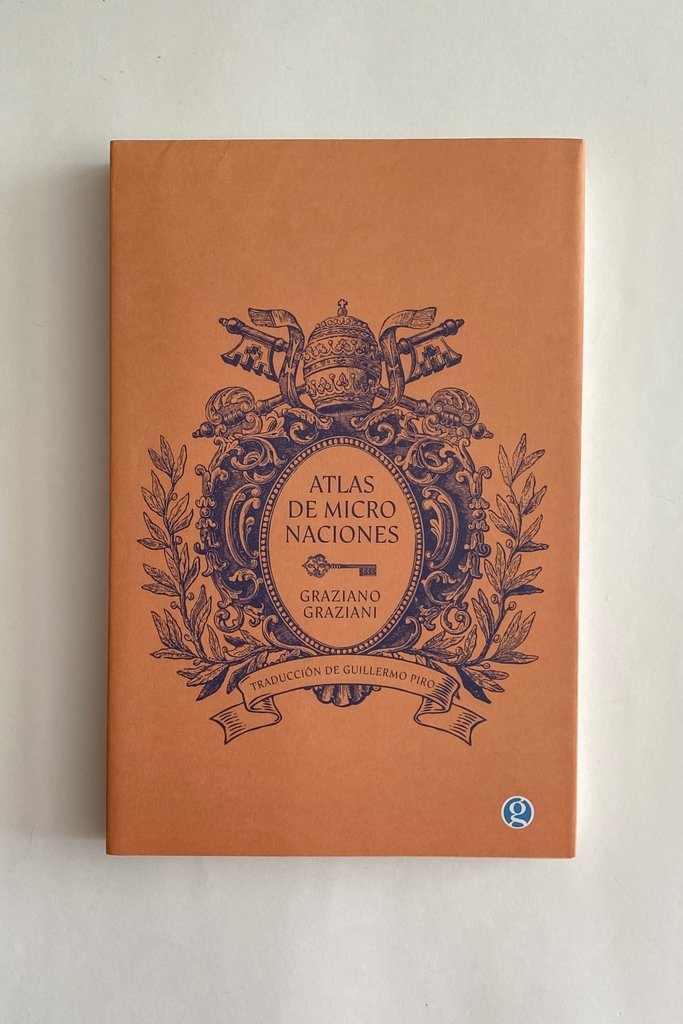 ATLAS
DE MICRO
NACIONES
GRAZIANO
GRAZIANI
TRADUCCIÓN DE GUILLERMO PIRO
g